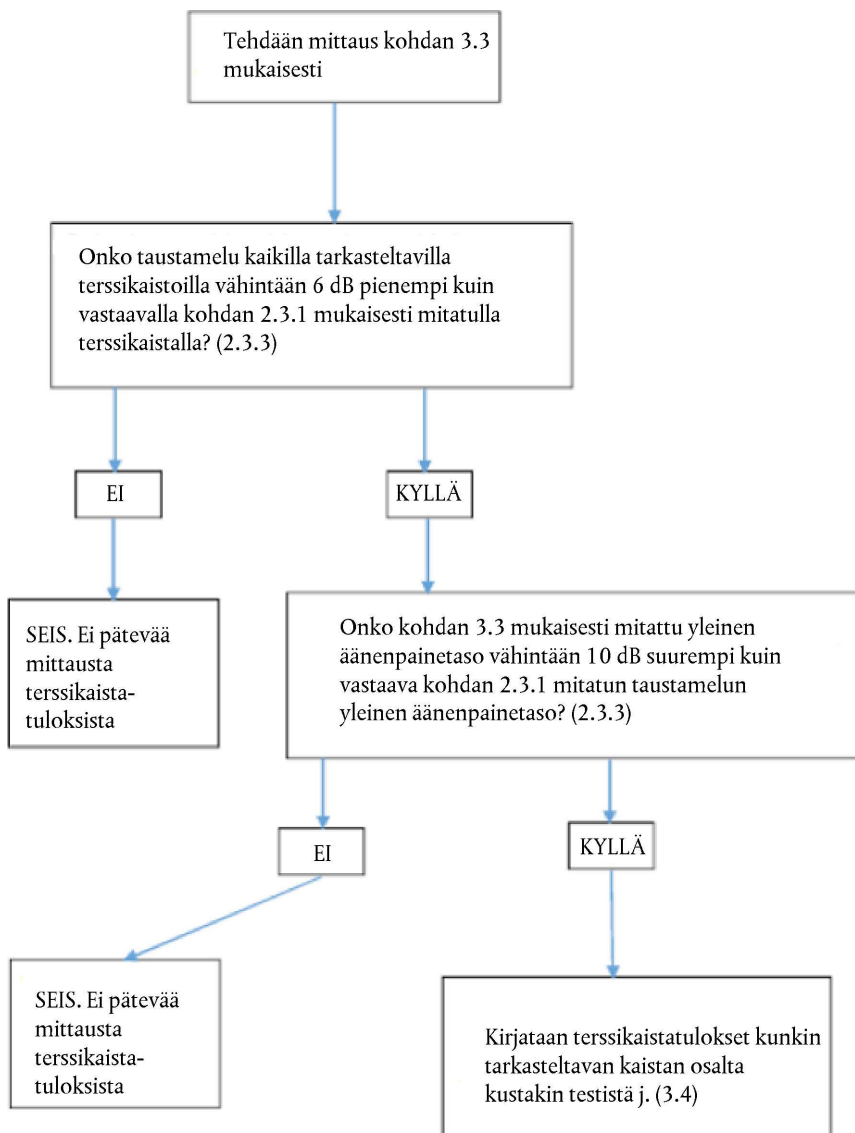 Tehdään mittaus kohdan 3.3
mukaisesti
Onko taustamelu kaikilla tarkasteltavilla
terssikaistoilla vähintään 6 dB pienempi kuin
vastaavalla kohdan 2.3.1 mukaisesti mitatulla
terssikaistalla? (2.3.3)
EI
KYLLÄ
SEIS. Ei pätevää
mittausta
terssikaista-
tuloksista
Onko kohdan 3.3 mukaisesti mitattu yleinen
äänenpainetaso vähintään 10 dB suurempi kuin
vastaava kohdan 2.3.1 mitatun taustamelun
yleinen äänenpainetaso? (2.3.3)
EI
KYLLÄ
SEIS. Ei pätevää
mittausta
terssikaista-
tuloksista
Kirjataan terssikaistatulokset kunkin
tarkasteltavan kaistan osalta
kustakin testistä j. (3.4)